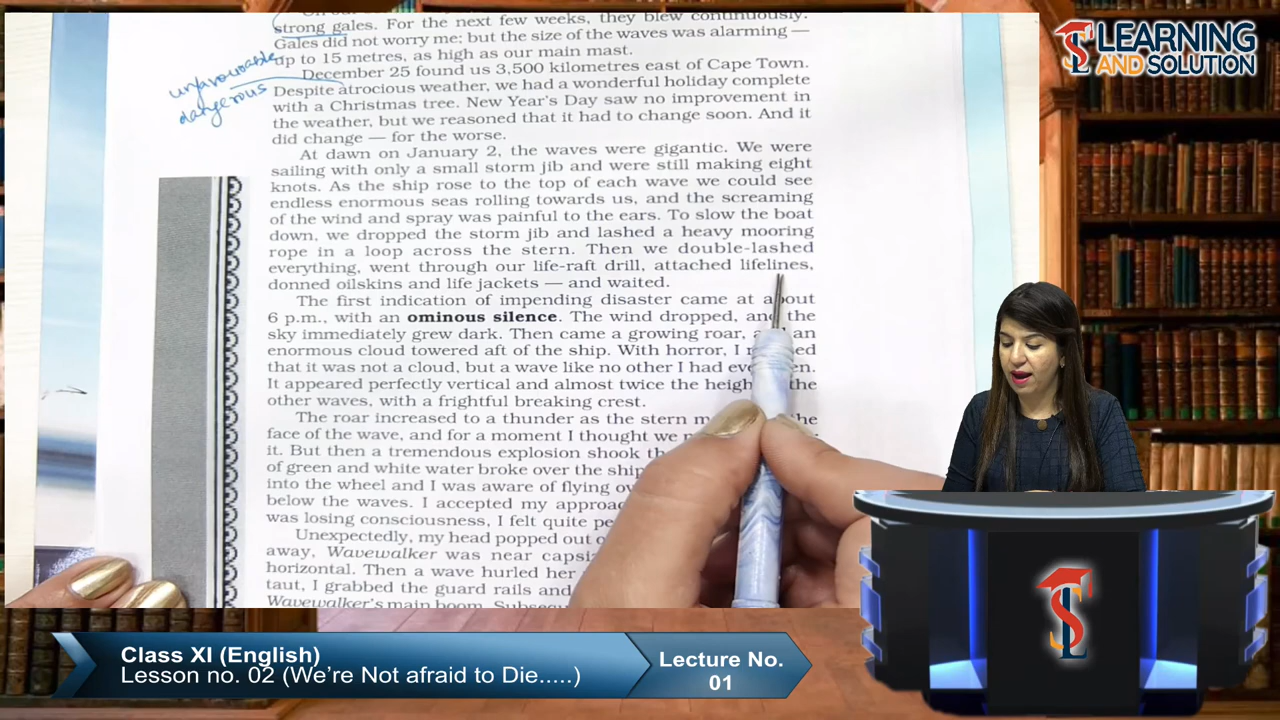 strong gales. For the next few weeks, they blew continuously.
Gales did not worry me; but the size of the waves was alarming —
up to 15 metres, as high as our main mast.
December 25 found us 3,500 kilometres east of Cape Town.
Despite atrocious weather, we had a wonderful holiday complete
with a Christmas tree. New Year's Day saw no improvement in
the weather, but we reasoned that it had to change soon. And it
did change — for the worse.
At dawn on January 2, the waves were gigantic. We were
sailing with only a small storm jib and were still making eight
knots. As the ship rose to the top of each wave we could see
endless enormous seas rolling towards us, and the screaming
of the wind and spray was painful to the ears. To slow the boat
down, we dropped the storm jib and lashed a heavy mooring
rope in a loop across the stern. Then we double-lashed
everything, went through our life-raft drill, attached lifelines,
donned oilskins and life jackets — and waited.
The first indication of impending disaster came at about
6 p.m., with an ominous silence. The wind dropped, and the
sky immediately grew dark. Then came a growing roar, an
enormous cloud towered aft of the ship. With horror, I
that it was not a cloud, but a wave like no other I had
It appeared perfectly vertical and almost twice the the
other waves, with a frightful breaking crest.
The roar increased to a thunder as the stern
face of the wave, and for a moment I thought we
it. But then a tremendous explosion shook
of green and white water broke over the ship
into the wheel and I was aware of flying
below the waves. I accepted my
was losing consciousness, I felt quite
Unexpectedly, my head popped out
away, Wavewalker was near
horizontal. Then a wave hurled her
taut, I grabbed the guard rails and
Wavewalker's main boom.
unfavourable
dangerous
LEARNING
AND SOLUTION
Class XI (English)
Lesson no. 02 (We're Not afraid to Die.....)
Lecture No.
01